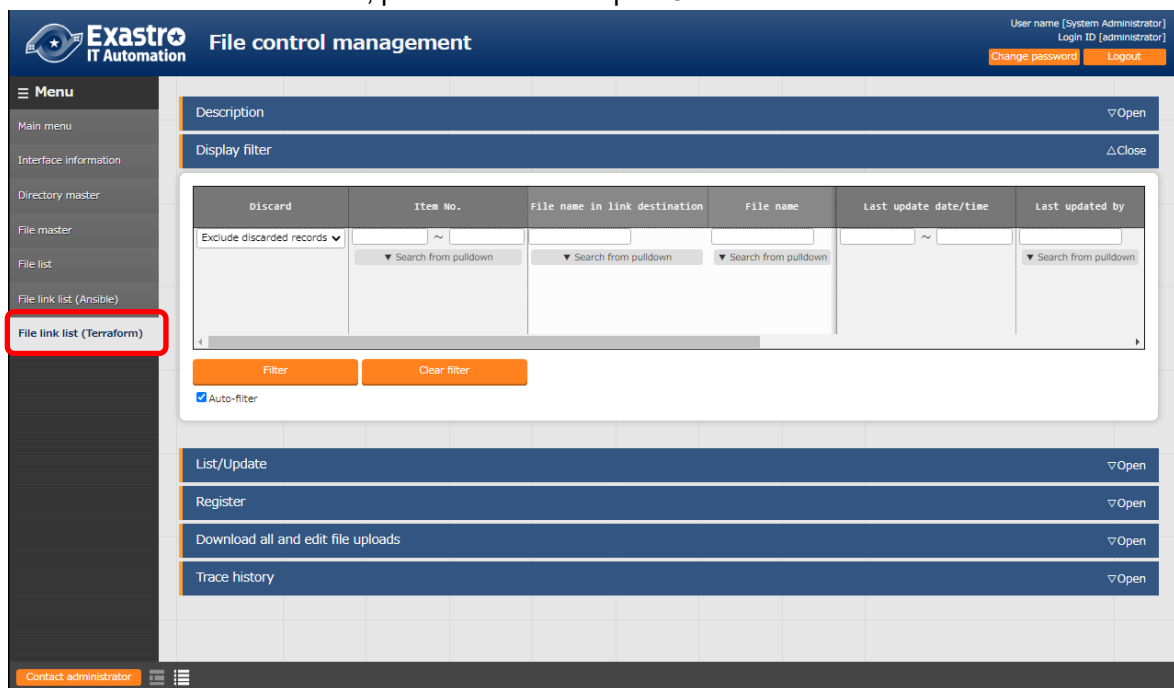 Exastro
IT Automation
File control management
User name [System Administrator]
Login ID [administrator]
Change password
Logout
Menu
Main menu
Interface information
Directory master
File master
File list
File link list (Ansible)
File link list (Terraform)
Description
▽Open
Display filter
△Close
Discard
Item No.
File name in link destination
File name
Last update date/time
Last updated by
Exclude discarded records
~
~
▼ Search from pulldown
▼ Search from pulldown
▼ Search from pulldown
▼ Search from pulldown
Filter
Clear filter
Auto-filter
List/Update
▽Open
Register
▽Open
Download all and edit file uploads
▽Open
Trace history
▽Open
Contact administrator